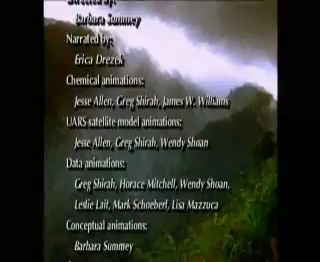 Barbara Summey
Narrated by:
Erica Drezek
Chemical animations:
Jesse Allen, Greg Shirah, James W. Williams
UARS satellite model animations:
Jesse Allen, Greg Shirah, Wendy Shoan
Data animations:
Greg Shirah, Horace Mitchell, Wendy Shoan,
Leslie Lait, Mark Schoeberl, Lisa Mazzuca
Conceptual animations:
Barbara Summey